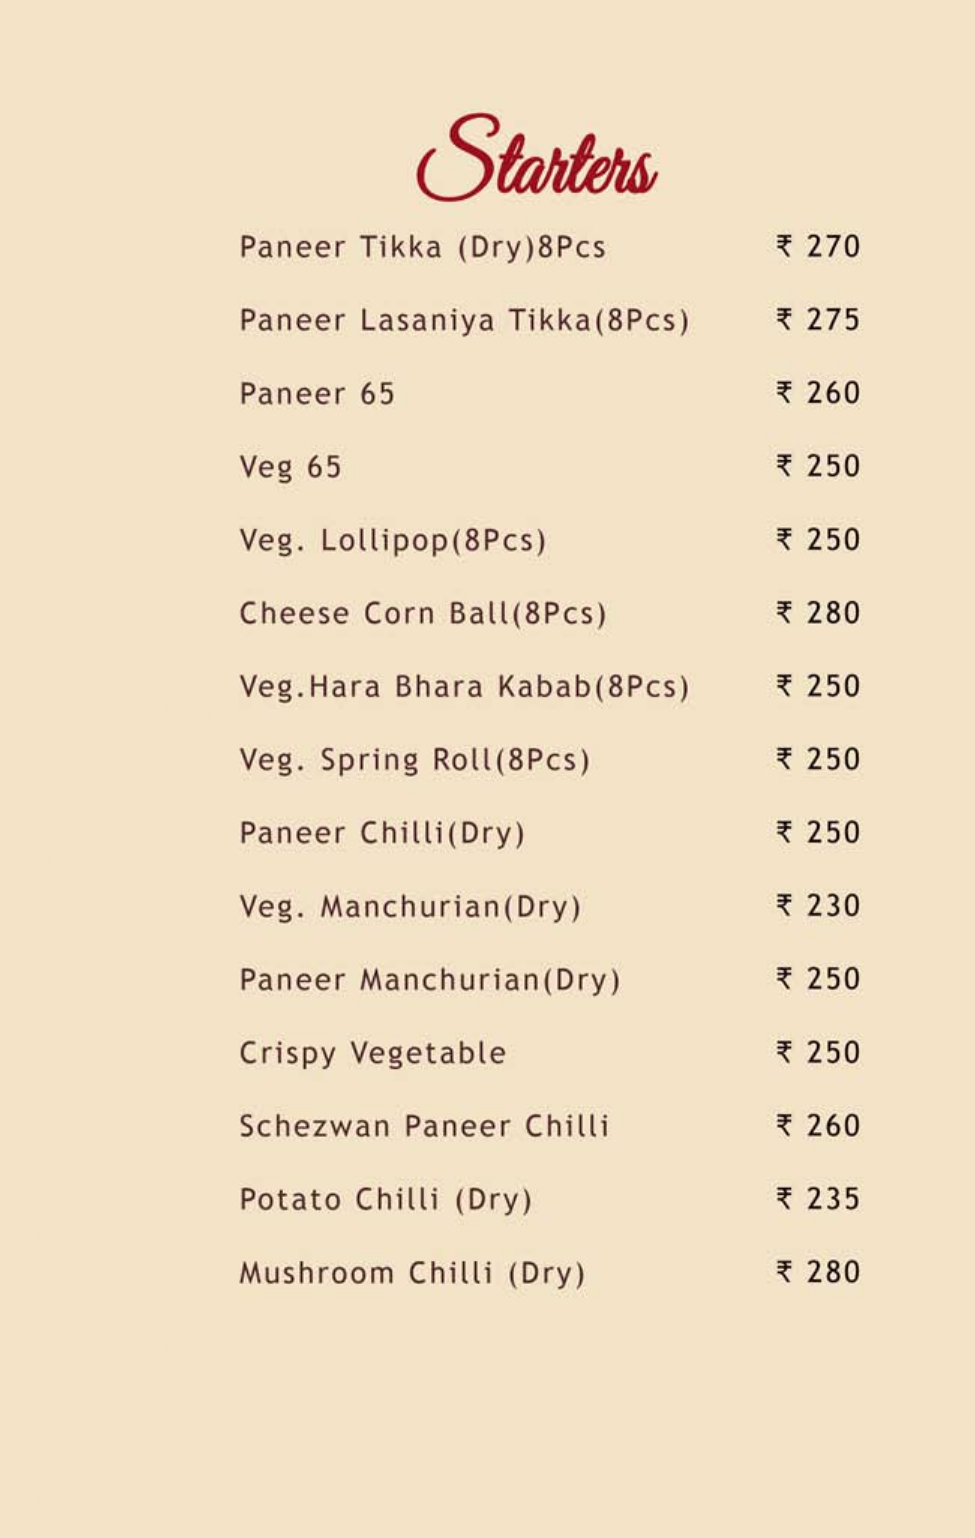 Starters
Paneer Tikka (Dry)8Pcs ₹ 270
Paneer Lasaniya Tikka(8Pcs) ₹ 275
Paneer 65 ₹ 260
Veg 65 ₹ 250
Veg. Lollipop(8Pcs) ₹ 250
Cheese Corn Ball(8Pcs) ₹ 280
Veg.Hara Bhara Kabab(8Pcs) ₹ 250
Veg. Spring Roll(8Pcs) ₹ 250
Paneer Chilli(Dry) ₹ 250
Veg. Manchurian(Dry) ₹ 230
Paneer Manchurian(Dry) ₹ 250
Crispy Vegetable ₹ 250
Schezwan Paneer Chilli ₹ 260
Potato Chilli (Dry) ₹ 235
Mushroom Chilli (Dry) ₹ 280